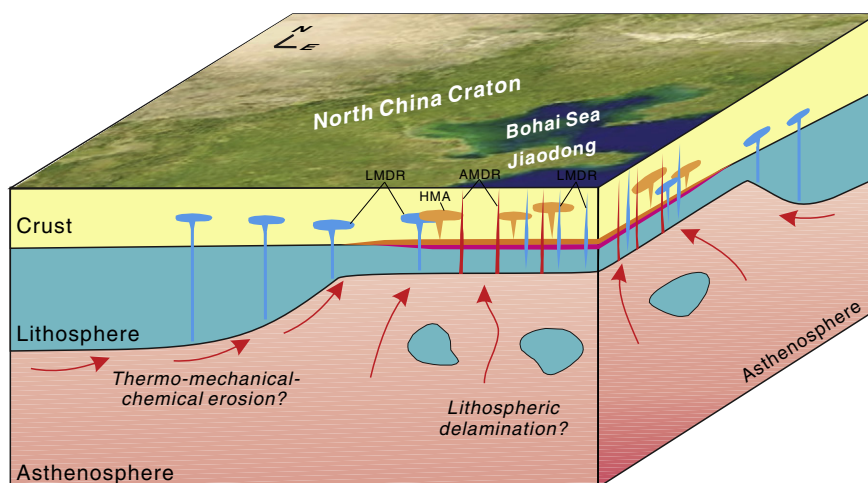 N
E
North China Craton
Bohai Sea
Jiaodong
LMDR
AMDR
LMDR
HMA
Crust
Lithosphere
Thermo-mechanical-
chemical erosion?
Lithospheric
delamination?
Asthenosphere
Asthenosphere